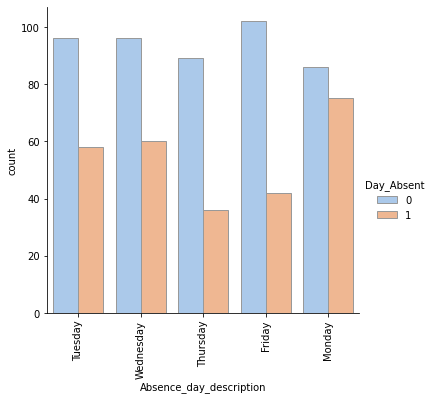 100
80
60
40
20
0
count
Tuesday
Wednesday
Thursday
Friday
Monday
Absence_day_description
Day_Absent
0
1